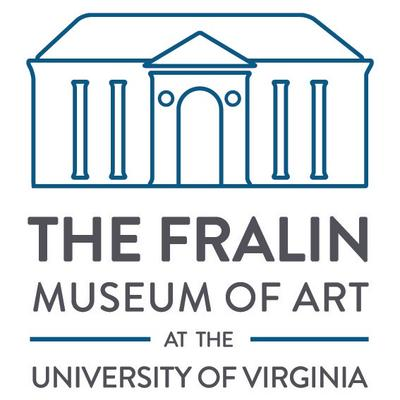 THE FRALIN
MUSEUM OF ART
AT THE
UNIVERSITY OF VIRGINIA